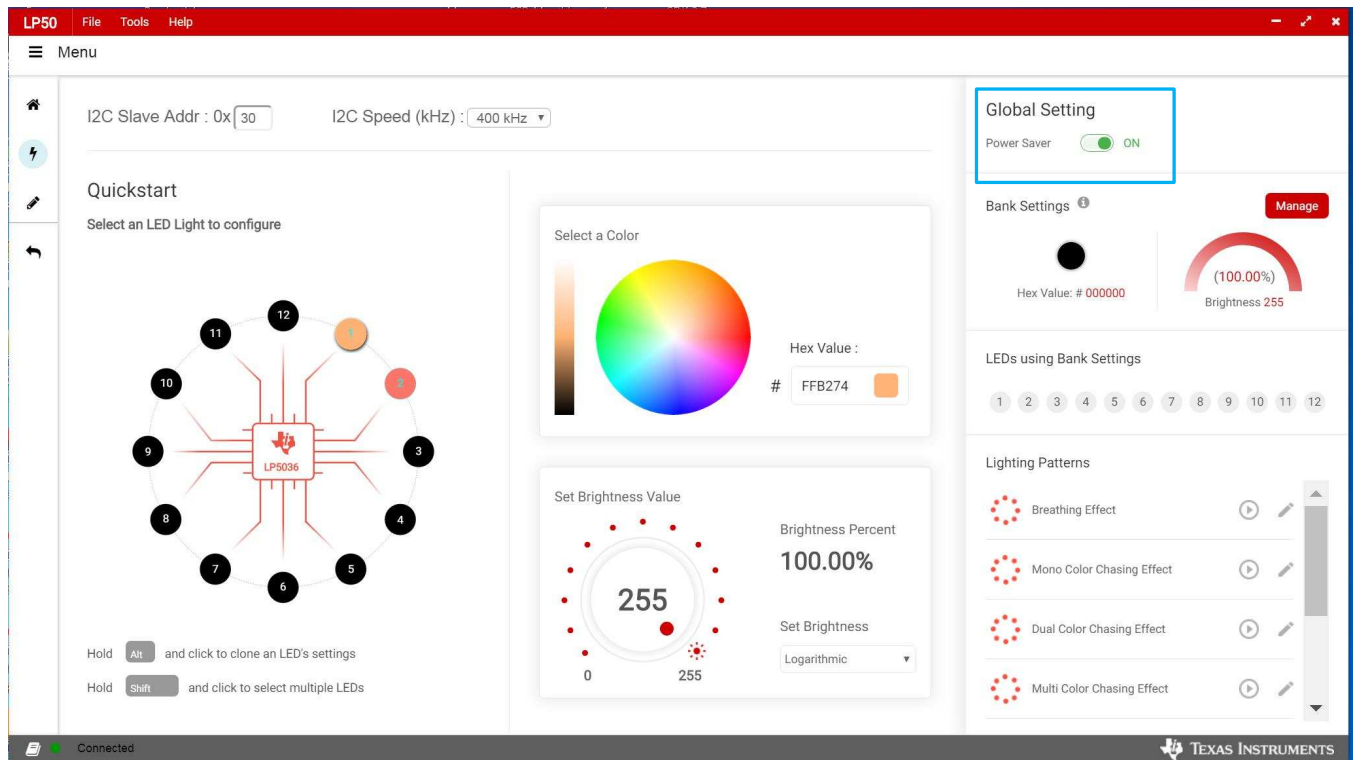 LP50 File Tools Help
Menu
I2C Slave Addr : 0x 30 I2C Speed (kHz) : 400 kHz
Quickstart
Select an LED Light to configure
12
11
1
10
2
9
3
LP5036
8
4
7
5
6
Hold Alt and click to clone an LED's settings
Hold Shift and click to select multiple LEDs
Select a Color
Hex Value :
# FFB274
Set Brightness Value
255
0 255
Brightness Percent
100.00%
Set Brightness
Logarithmic
Global Setting
Power Saver ON
Bank Settings Manage
Hex Value: # 000000
(100.00%)
Brightness 255
LEDs using Bank Settings
1 2 3 4 5 6 7 8 9 10 11 12
Lighting Patterns
Breathing Effect
Mono Color Chasing Effect
Dual Color Chasing Effect
Multi Color Chasing Effect
Connected
TEXAS INSTRUMENTS